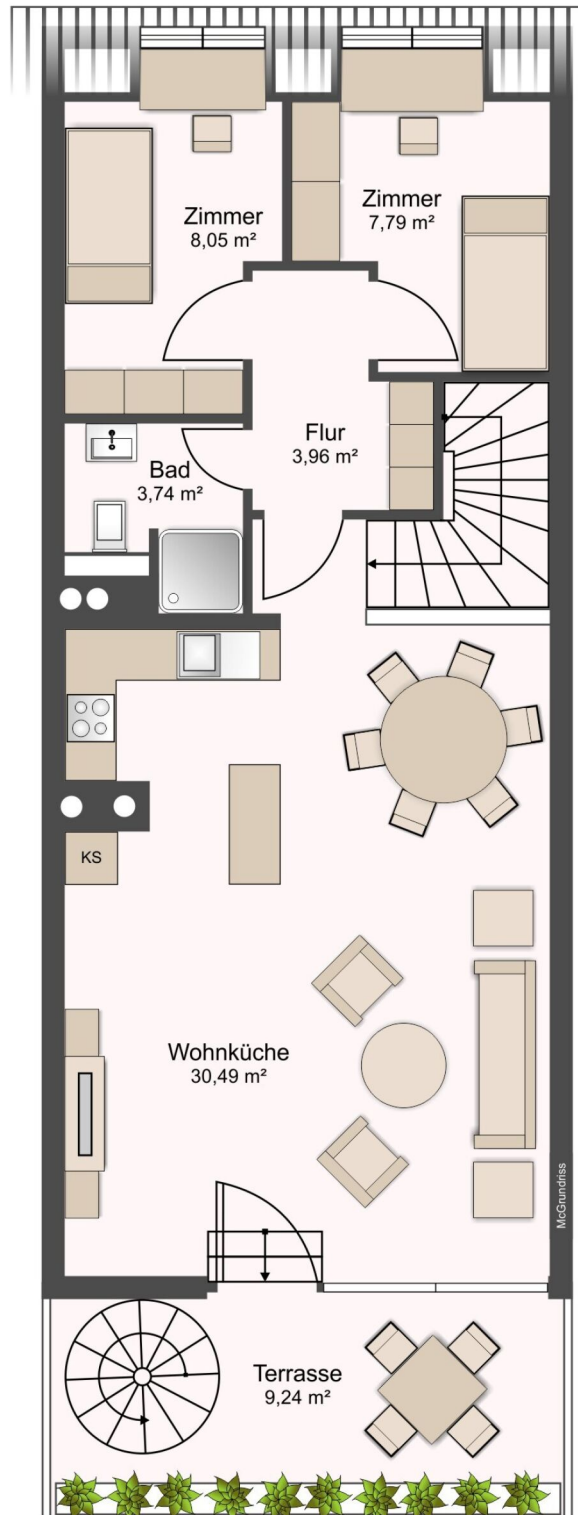 Zimmer
8,05 m²
Zimmer
7,79 m²
Flur
3,96 m²
Bad
3,74 m²
KS
Wohnküche
30,49 m²
McGrundriss
Terrasse
9,24 m²